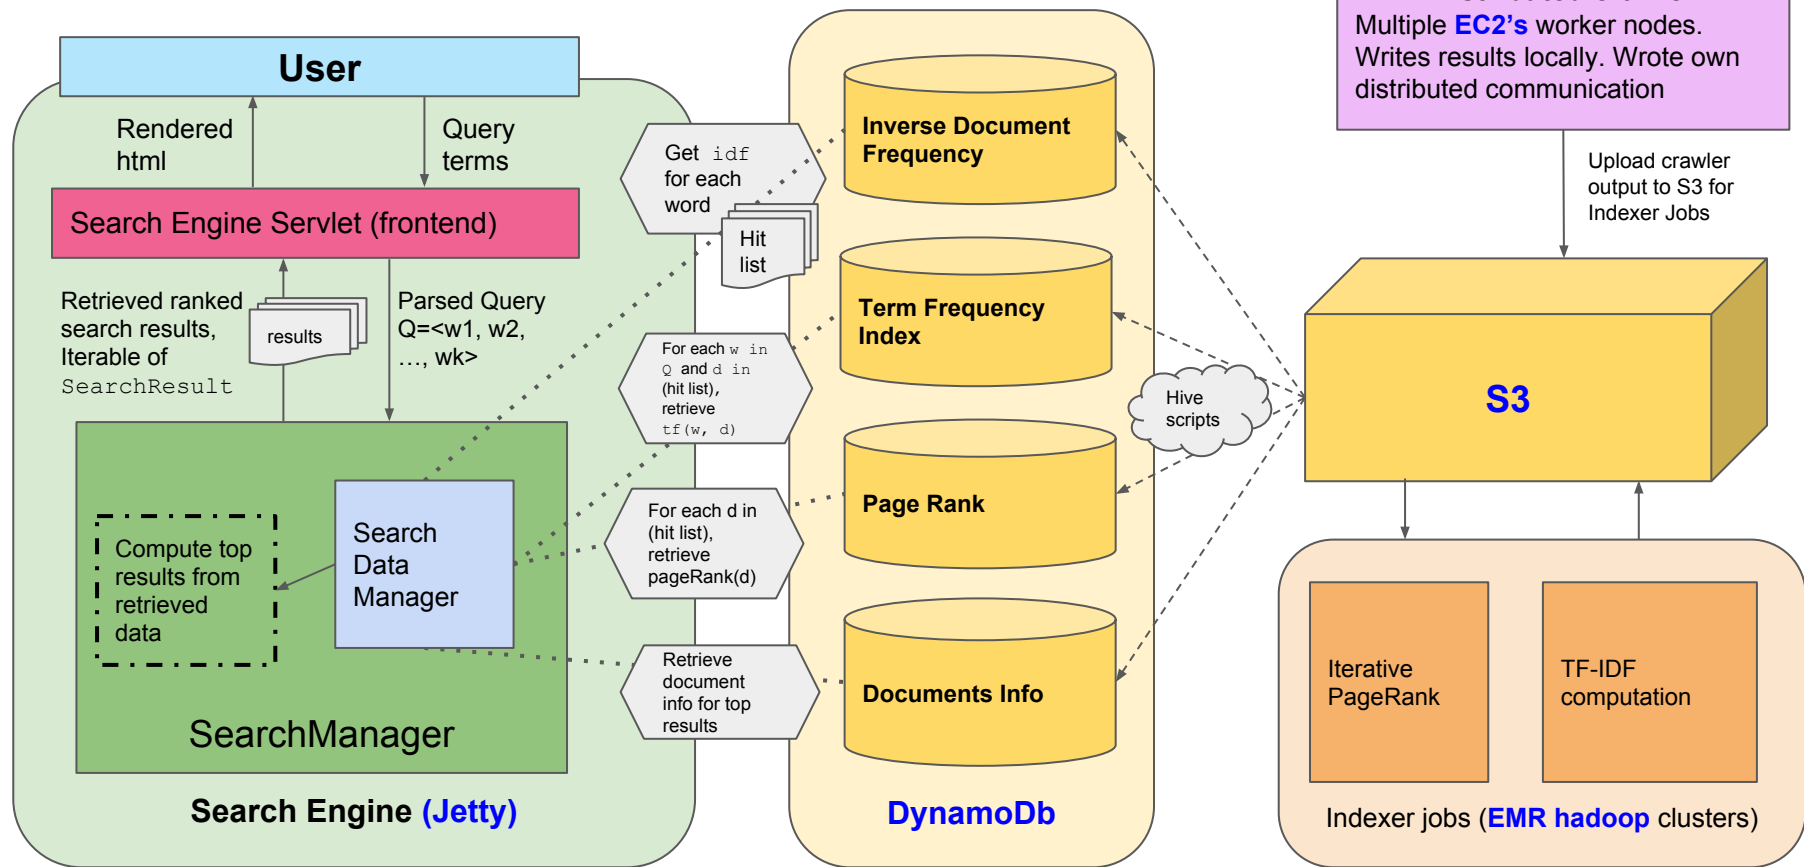 User
Rendered
html
Query
terms
Search Engine Servlet (frontend)
Retrieved ranked
search results,
Iterable of
SearchResult
results
Parsed Query
Q=<w1, w2,
…, wk>
Compute top
results from
retrieved
data
Search
Data
Manager
SearchManager
Search Engine (Jetty)
Get idf
for each
word
Hit
list
For each w in
Q and d in
(hit list),
retrieve
tf(w, d)
For each d in
(hit list),
retrieve
pageRank(d)
Retrieve
document
info for top
results
Inverse Document
Frequency
Term Frequency
Index
Page Rank
Documents Info
DynamoDb
Hive
scripts
Multiple EC2's worker nodes.
Writes results locally. Wrote own
distributed communication
Upload crawler
output to S3 for
Indexer Jobs
S3
Iterative
PageRank
TF-IDF
computation
Indexer jobs (EMR hadoop clusters)